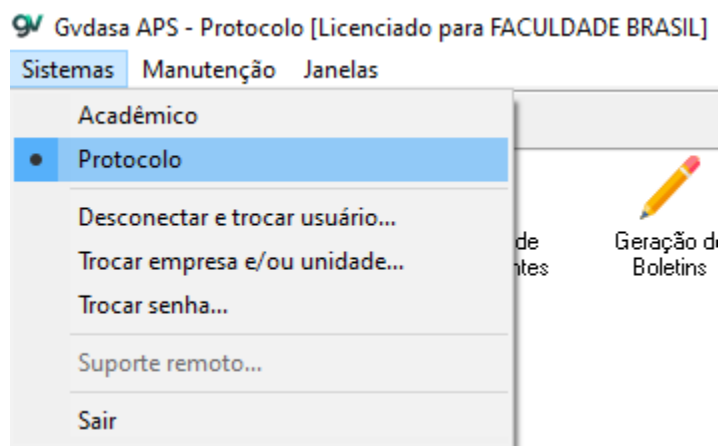 Gvdasa APS - Protocolo [Licenciado para FACULDADE BRASIL]
Sistemas Manutenção Janelas
Acadêmico
Protocolo
Desconectar e trocar usuário...
Trocar empresa e/ou unidade...
Trocar senha...
Suporte remoto...
Sair
de
ntes
Geração d
Boletins